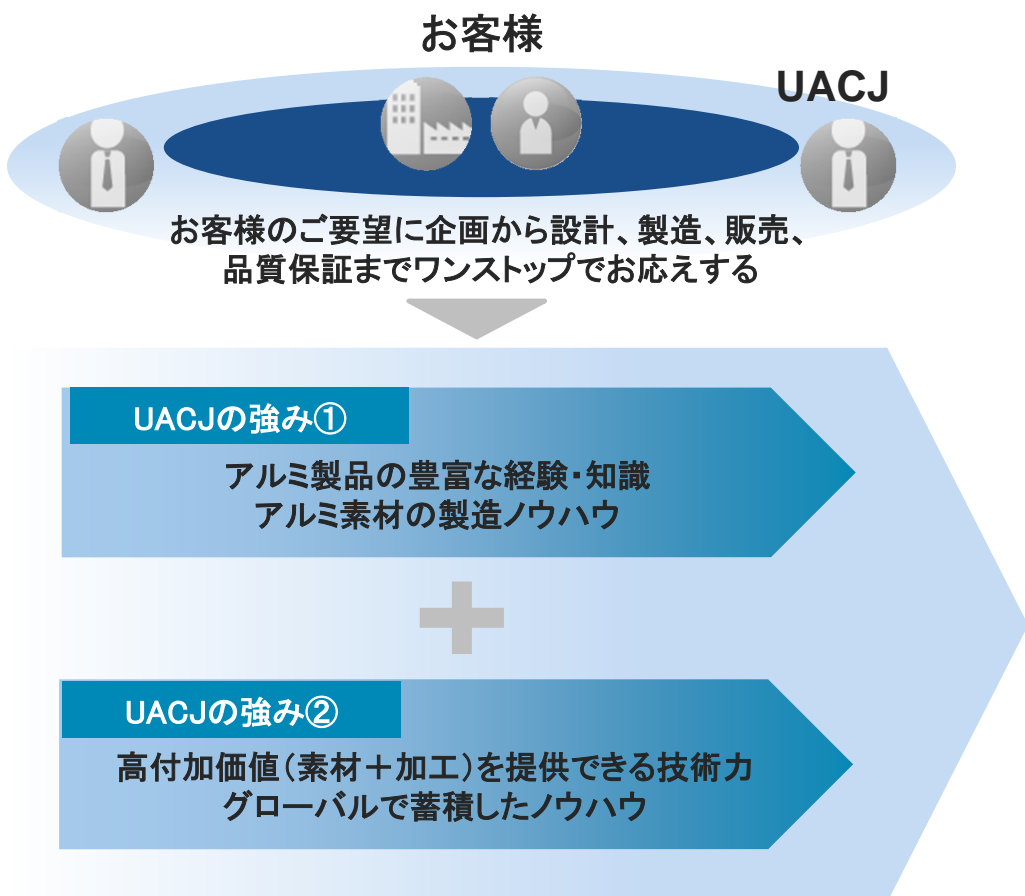 お客様
UACJ
お客様のご要望に企画から設計、製造、販売、
品質保証までワンストップでお応えする
UACJの強み①
アルミ製品の豊富な経験・知識
アルミ素材の製造ノウハウ
UACJの強み②
高付加価値(素材＋加工)を提供できる技術力
グローバルで蓄積したノウハウ